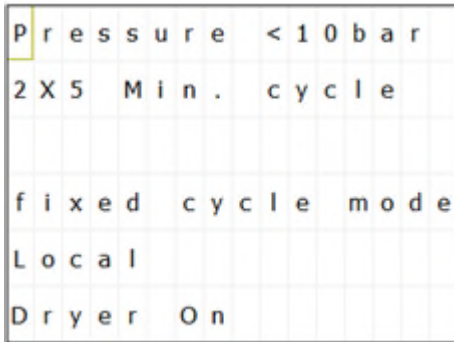 Pressure <10bar
2X5 Min. cycle
fixed cycle mode
Local
Dryer On